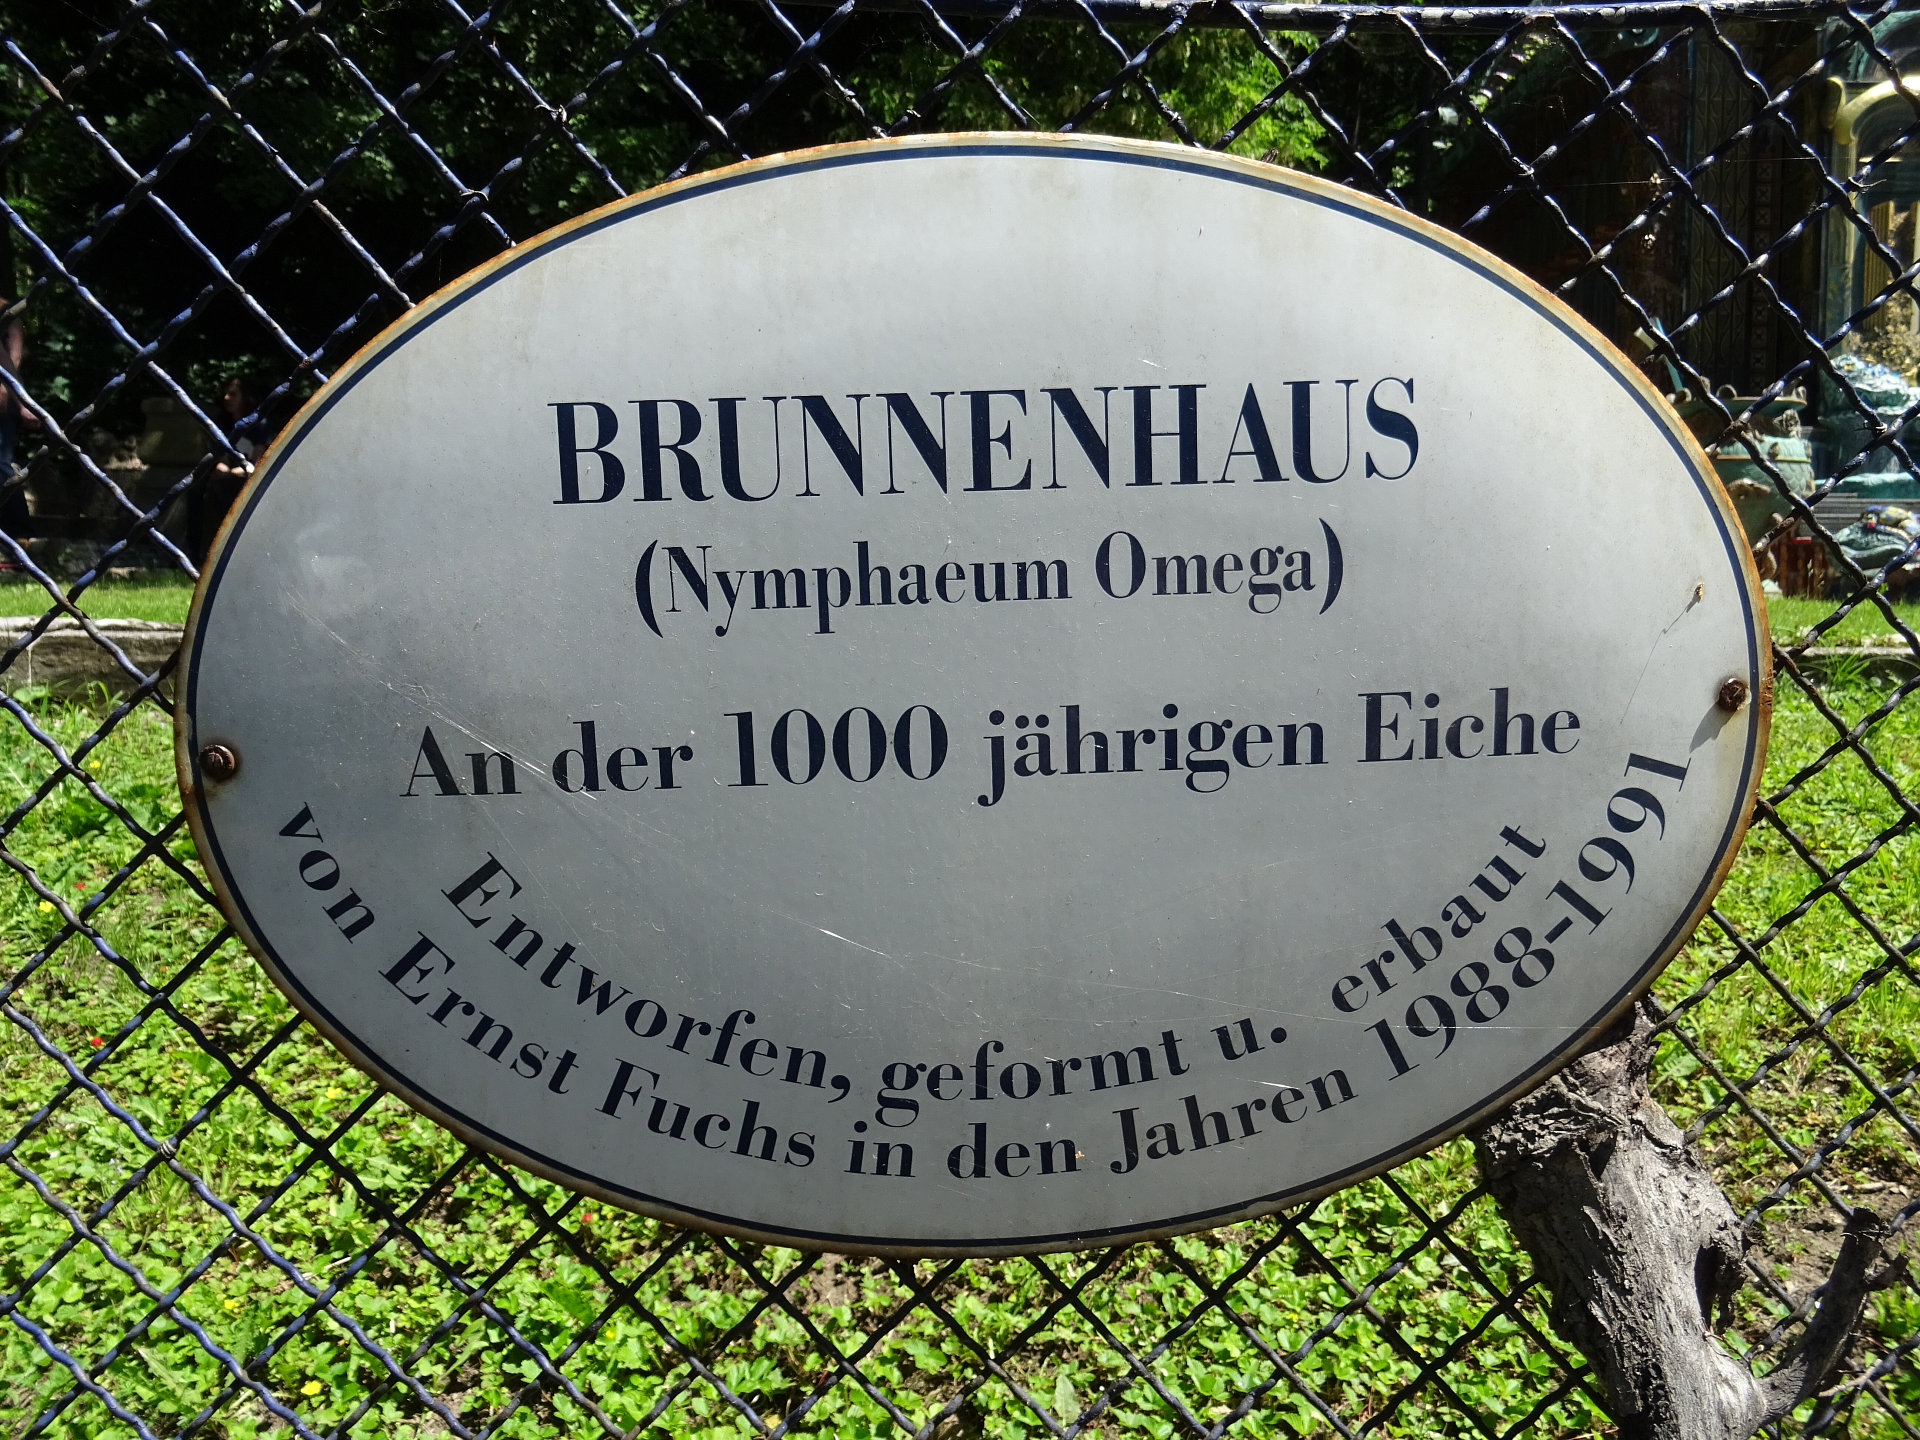 BRUNNENHAUS
(Nymphaeum Omega)
An der 1000 jährigen Eiche
Entworfen, geformt u. erbaut
von Ernst Fuchs in den Jahren 1988-1991